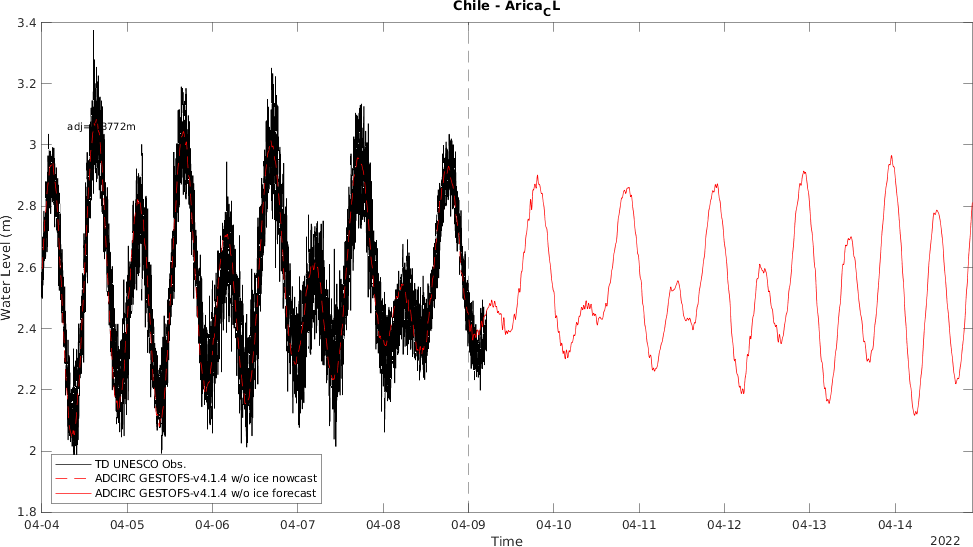 Chile - Arica_CL
3.4
3.2
3
2.8
2.6
2.4
2.2
2
1.8
Water Level (m)
TD UNESCO Obs.
ADCIRC GESTOFS-v4.1.4 w/o ice nowcast
ADCIRC GESTOFS-v4.1.4 w/o ice forecast
04-04 04-05 04-06 04-07 04-08 04-09 04-10 04-11 04-12 04-13 04-14
Time
2022